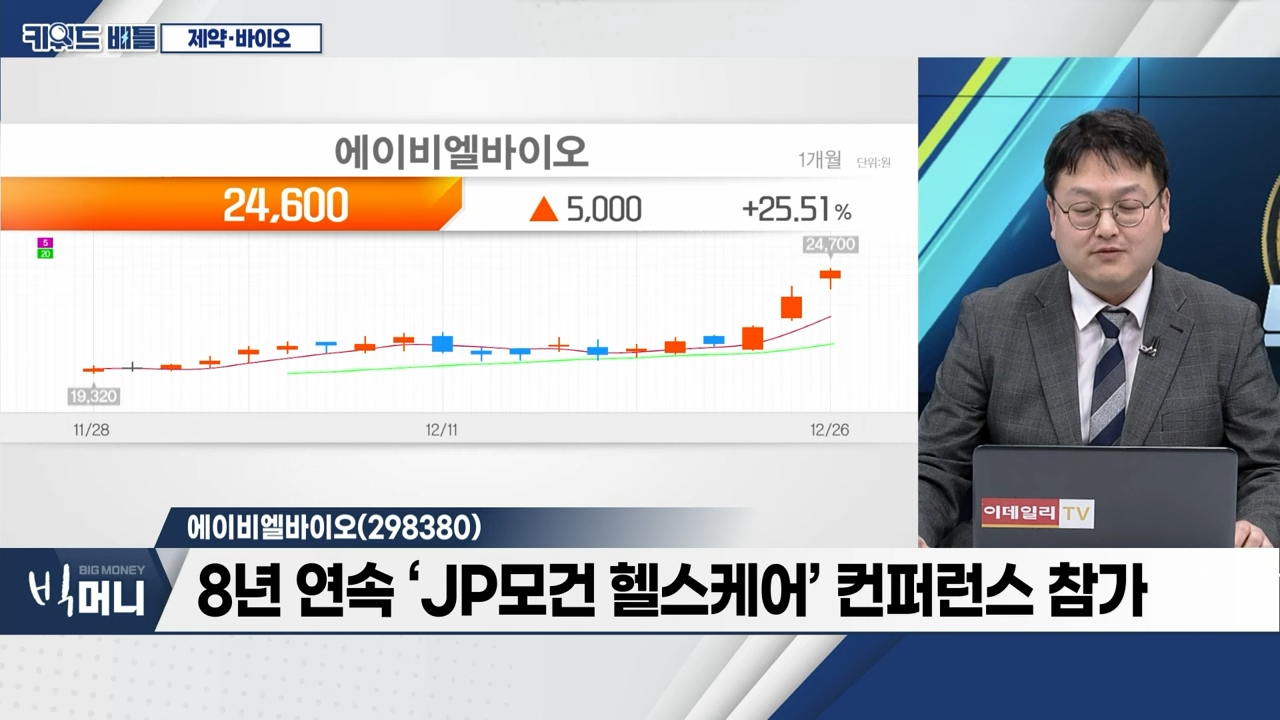 키워드 배틀
제약·바이오
에이비엘바이오
1개월 단위:원
24,600 ▲ 5,000 +25.51%
5
20
24,700
19,320
11/28 12/11 12/26
이데일리 TV
에이비엘바이오(298380)
BIG MONEY
빅머니
8년 연속 ‘JP모건 헬스케어’ 컨퍼런스 참가